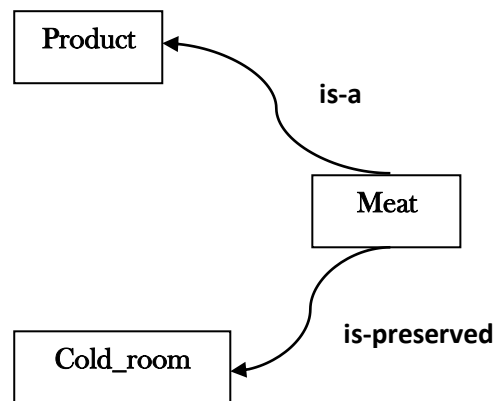 Product
is-a
Meat
is-preserved
Cold_room